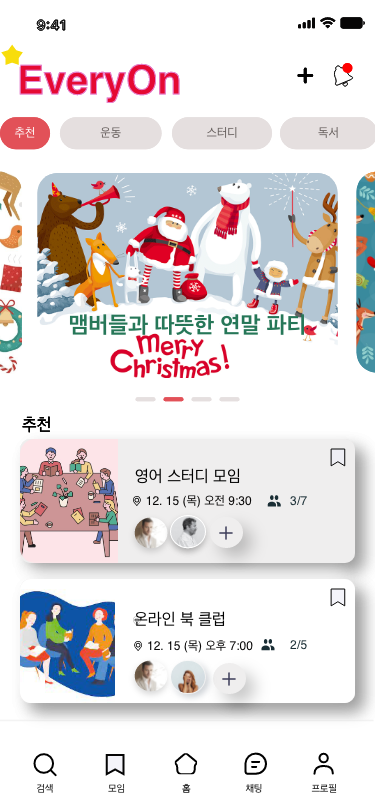 9:41
EveryOn
추천 운동 스터디 독서
맴버들과 따뜻한 연말 파티
merry
Christmas!
추천
영어 스터디 모임
12. 15 (목) 오전 9:30 3/7
온라인 북 클럽
12. 15 (목) 오후 7:00 2/5
검색 모임 홈 채팅 프로필